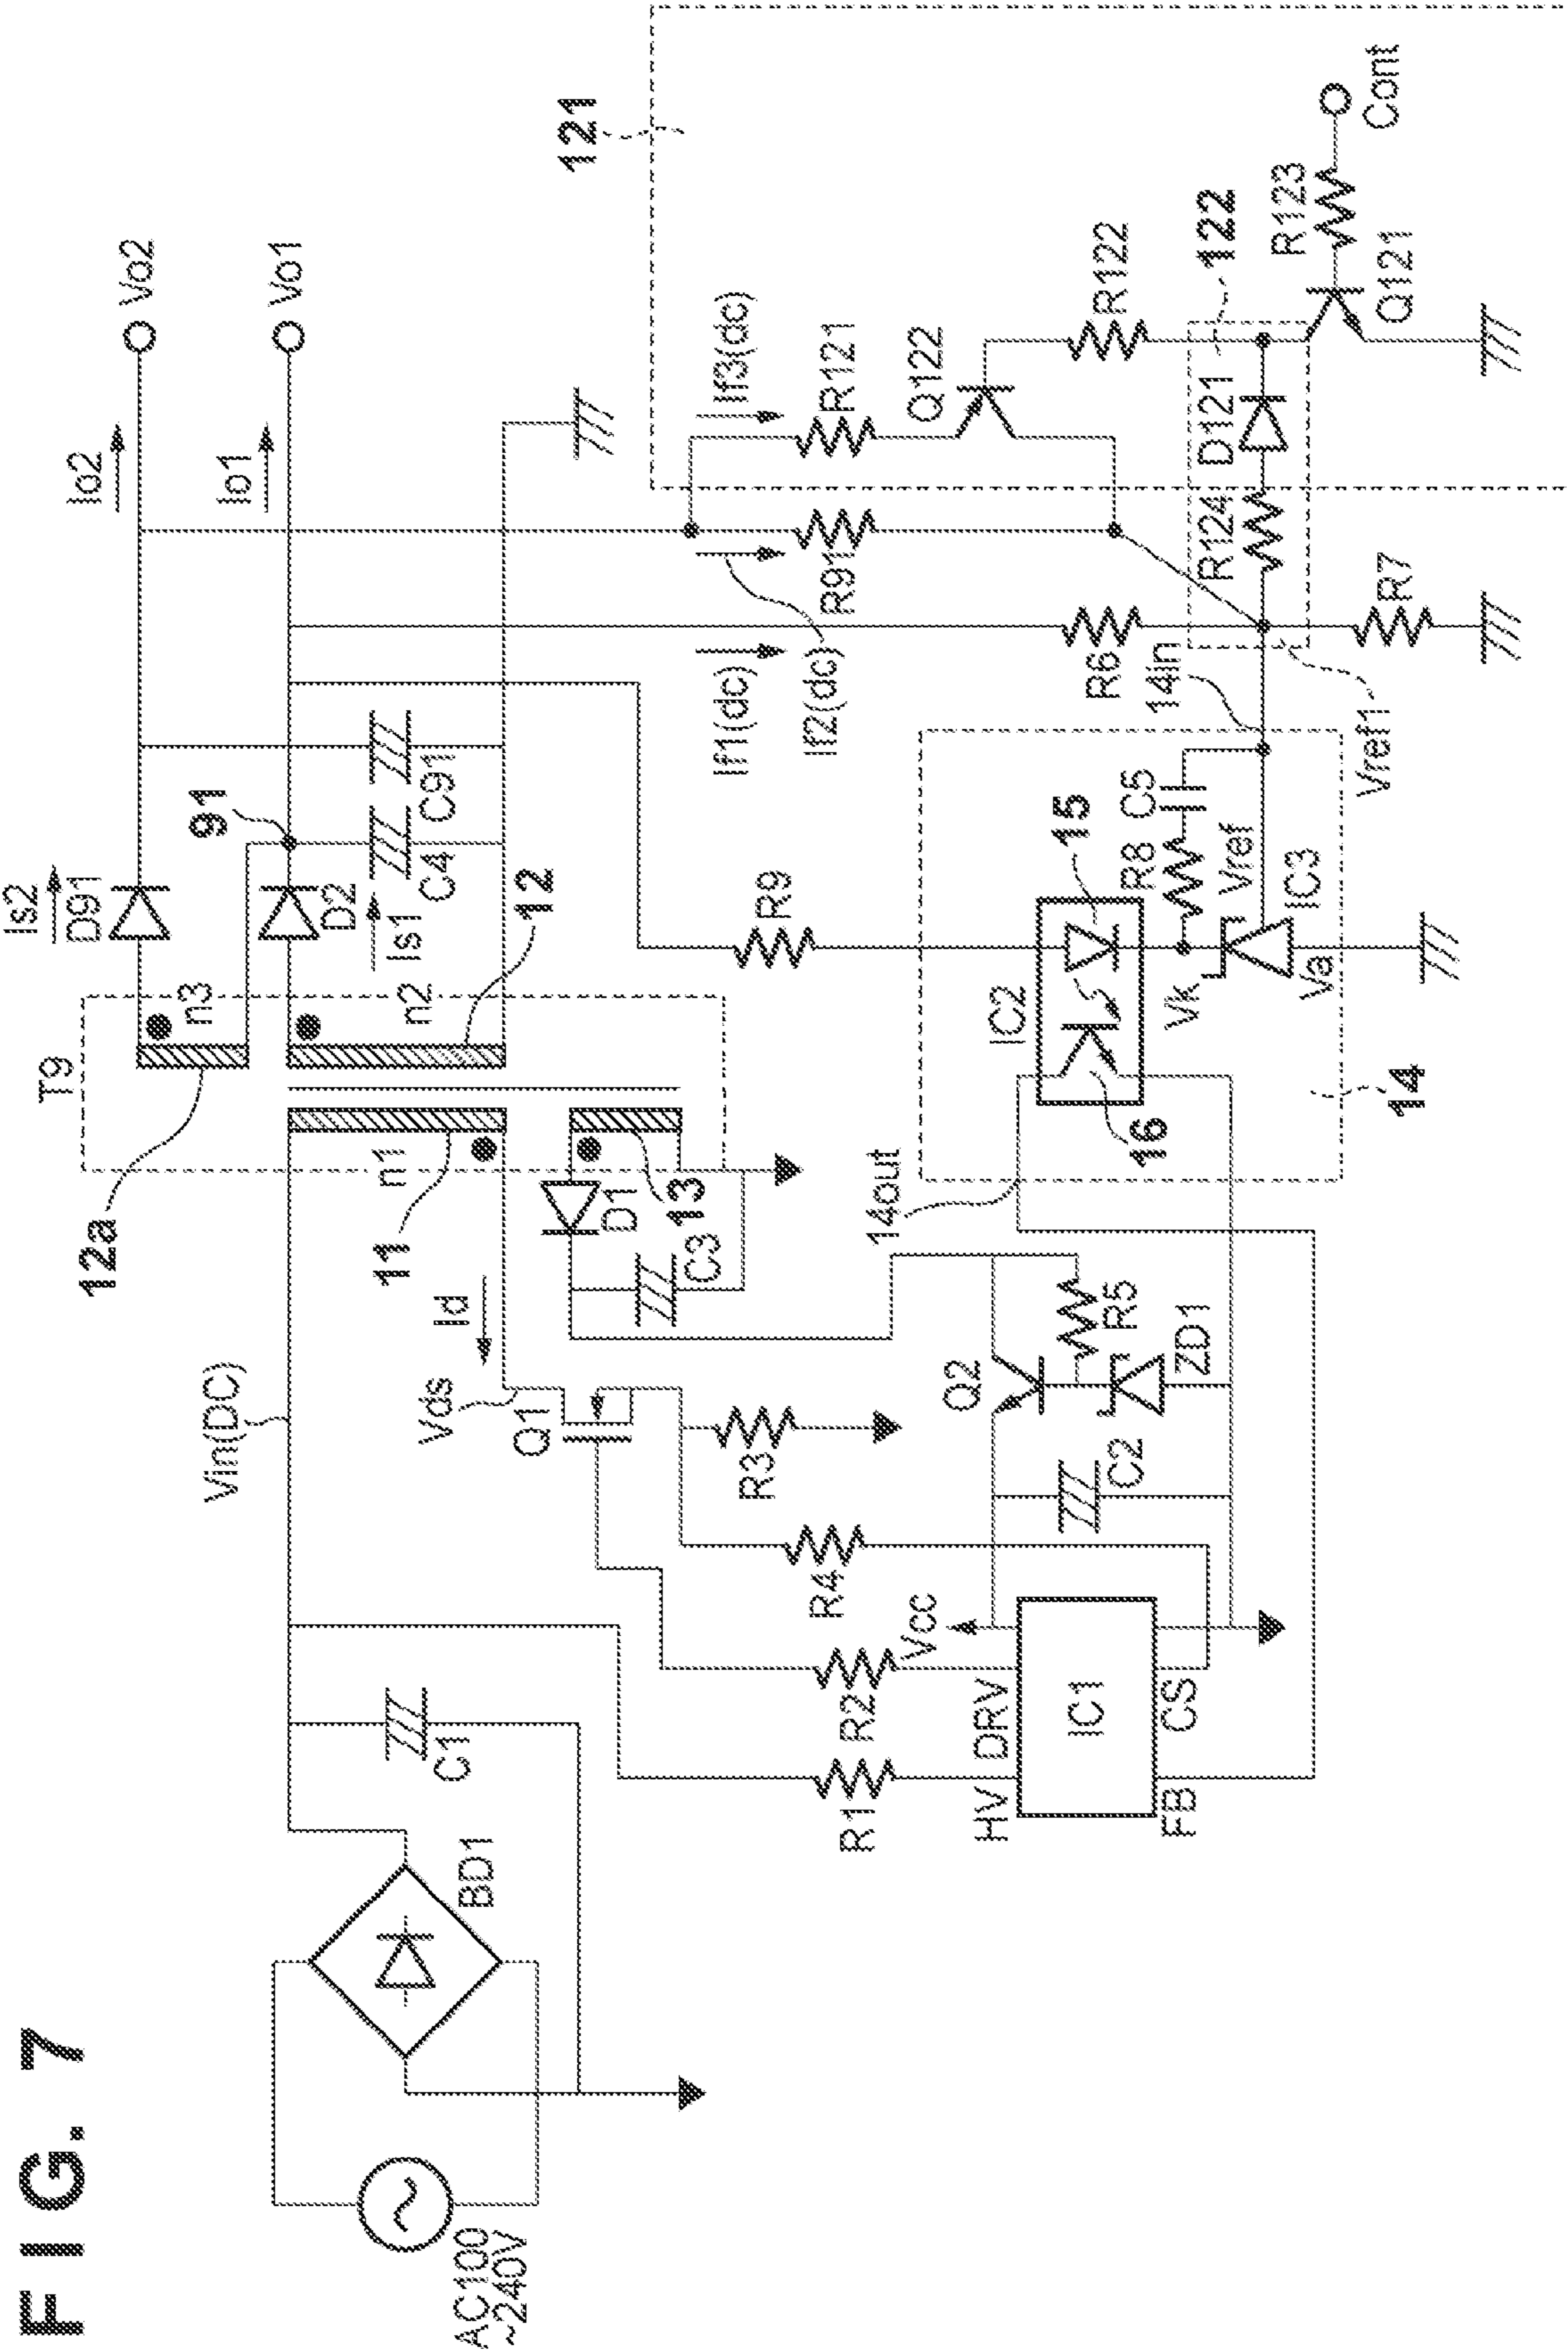 FIG. 7
AC100
~240V
BD1
C1
Vin(DC)
R1
R2
R4
R3
HV
DRV
Vcc
IC1
FB
CS
Vds
Q1
Id
11
n1
12a
T9
n3
n2
12
13
D1
C3
Q2
R5
ZD1
C2
14out
Is2
D91
D2
Is1
91
C4
C91
Io2
Io1
Vo2
Vo1
R9
IC2
15
16
R8
C5
Vk
Vref
IC3
Va
14
14in
Vref1
If1(dc)
If2(dc)
If3(dc)
R6
R91
R7
R121
Q122
R122
R124
D121
122
121
R123
Q121
Cont